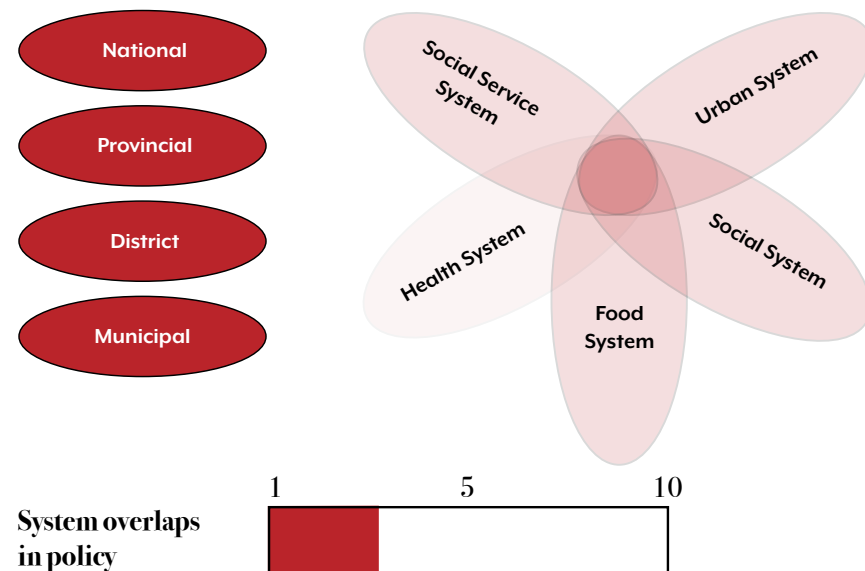 National
Provincial
District
Municipal
Social Service
System
Urban System
Health System
Social System
Food
System
1 5 10
System overlaps
in policy